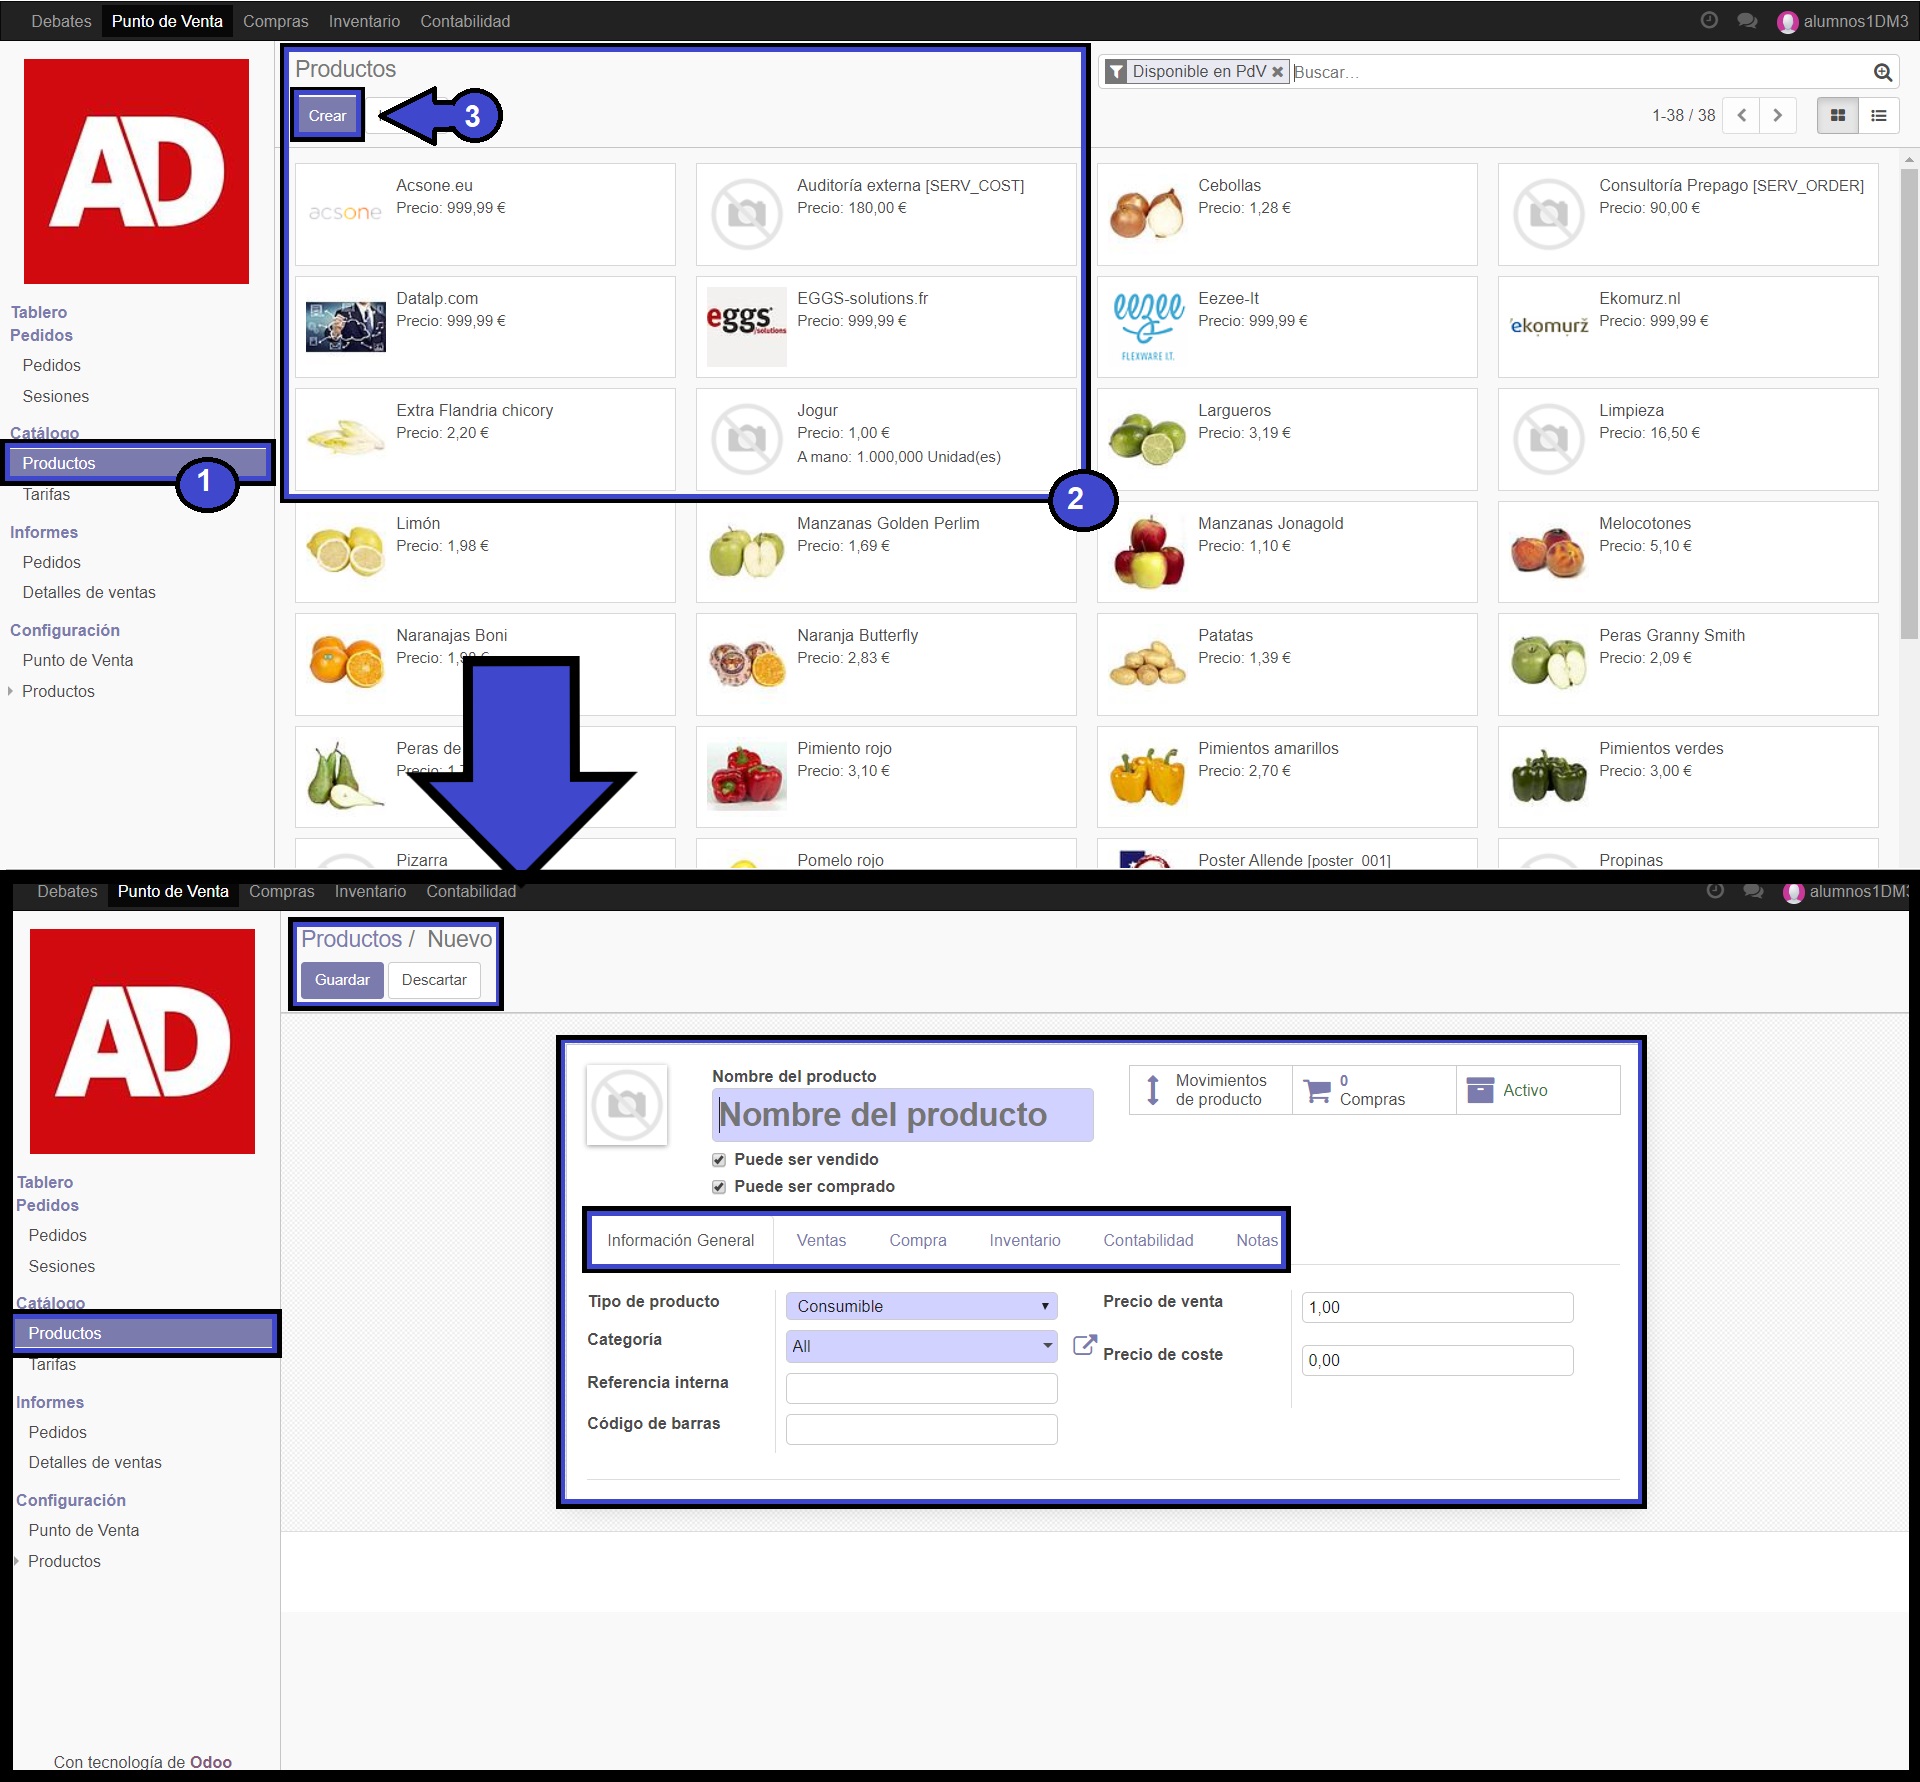 Debates Punto de Venta Compras Inventario Contabilidad alumnos1DM3
AD
Tablero
Pedidos
Pedidos
Sesiones
Catálogo
Productos
1
Tarifas
Informes
Pedidos
Detalles de ventas
Configuración
Punto de Venta
Productos
Productos
Disponible en PdV Buscar...
Crear
3
1-38 / 38
acsone
Acsone.eu
Precio: 999,99 €
Auditoría externa [SERV_COST]
Precio: 180,00 €
Cebollas
Precio: 1,28 €
Consultoría Prepago [SERV_ORDER]
Precio: 90,00 €
Datalp.com
Precio: 999,99 €
eggs
/solutions
EGGS-solutions.fr
Precio: 999,99 €
eezee
FLEXWARE I.T.
Eezee-It
Precio: 999,99 €
ekomurz
Ekomurz.nl
Precio: 999,99 €
Extra Flandria chicory
Precio: 2,20 €
Jogur
Precio: 1,00 €
A mano: 1.000,000 Unidad(es)
Largueros
Precio: 3,19 €
Limpieza
Precio: 16,50 €
2
Limón
Precio: 1,98 €
Manzanas Golden Perlim
Precio: 1,69 €
Manzanas Jonagold
Precio: 1,10 €
Melocotones
Precio: 5,10 €
Naranajas Boni
Precio: 1,98 €
Naranja Butterfly
Precio: 2,83 €
Patatas
Precio: 1,39 €
Peras Granny Smith
Precio: 2,09 €
Peras de
Precio: 1,
Pimiento rojo
Precio: 3,10 €
Pimientos amarillos
Precio: 2,70 €
Pimientos verdes
Precio: 3,00 €
Pizarra
Pomelo rojo
Poster Allende [poster_001]
Propinas
Debates Punto de Venta Compras Inventario Contabilidad alumnos1DM3
AD
Tablero
Pedidos
Pedidos
Sesiones
Catálogo
Productos
Tarifas
Informes
Pedidos
Detalles de ventas
Configuración
Punto de Venta
Productos
Con tecnología de Odoo
Productos / Nuevo
Guardar Descartar
Nombre del producto
Nombre del producto
Puede ser vendido
Puede ser comprado
Movimientos
de producto
0
Compras
Activo
Información General Ventas Compra Inventario Contabilidad Notas
Tipo de producto Consumible
Categoría All
Referencia interna
Código de barras
Precio de venta 1,00
Precio de coste 0,00